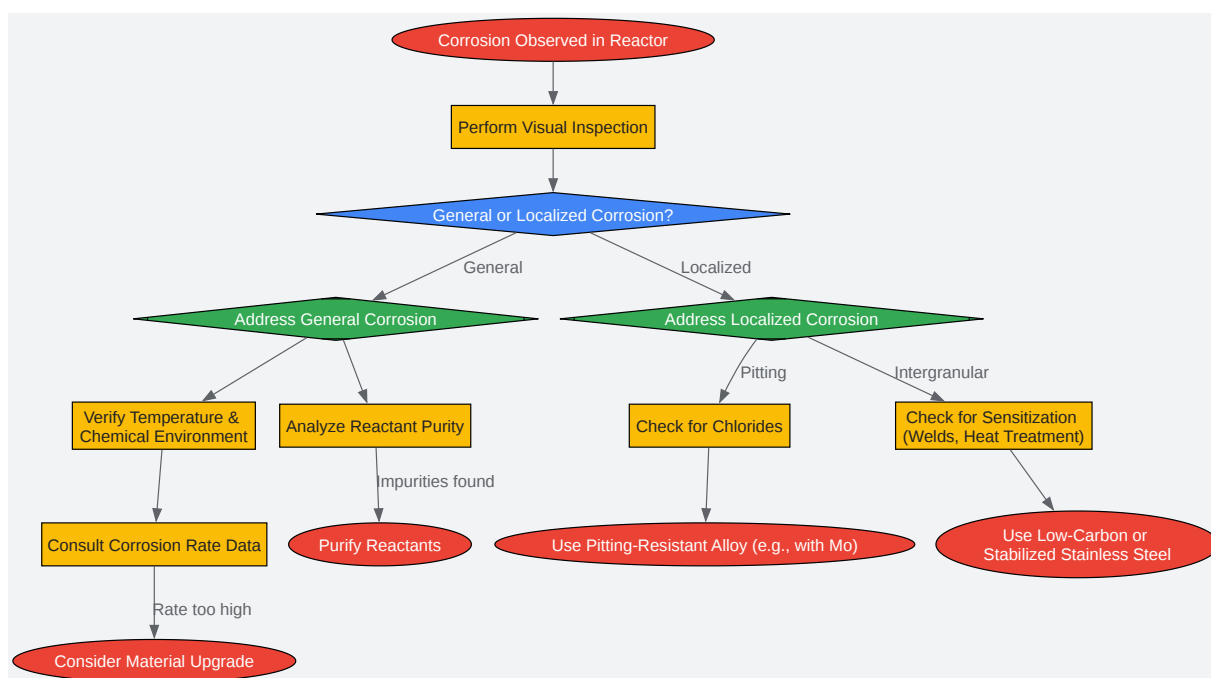 Corrosion Observed in Reactor
Perform Visual Inspection
General or Localized Corrosion?
General
Localized
Address General Corrosion
Address Localized Corrosion
Pitting
Intergranular
Verify Temperature &
Chemical Environment
Analyze Reactant Purity
Check for Chlorides
Check for Sensitization
(Welds, Heat Treatment)
Impurities found
Consult Corrosion Rate Data
Purify Reactants
Use Pitting-Resistant Alloy (e.g., with Mo)
Use Low-Carbon or
Stabilized Stainless Steel
Rate too high
Consider Material Upgrade